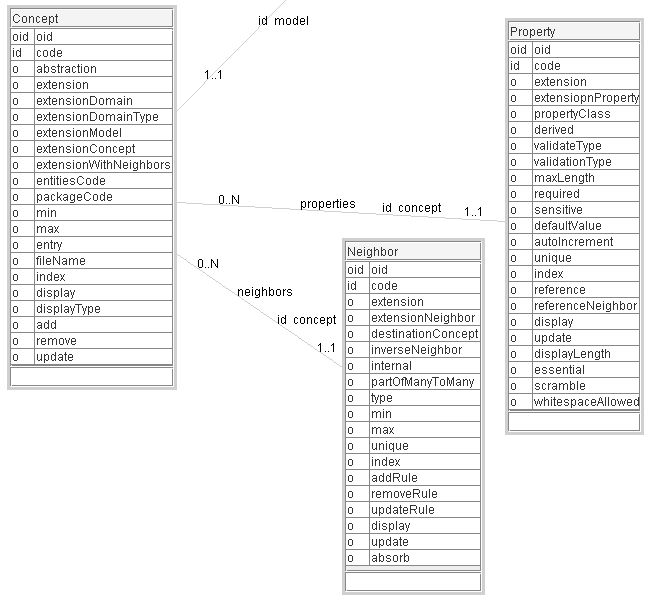 Concept
oid oid
id code
o abstraction
o extension
o extensionDomain
o extensionDomainType
o extensionModel
o extensionConcept
o extensionWithNeighbors
o entitiesCode
o packageCode
o min
o max
o entry
o fileName
o index
o display
o displayType
o add
o remove
o update
id model
1..1
0..N
properties
id concept
1..1
0..N
neighbors
id concept
1..1
Property
oid oid
id code
o extension
o extensiopnProperty
o propertyClass
o derived
o validateType
o validationType
o maxLength
o required
o sensitive
o defaultValue
o autoIncrement
o unique
o index
o reference
o referenceNeighbor
o display
o update
o displayLength
o essential
o scramble
o whitespaceAllowed
Neighbor
oid oid
id code
o extension
o extensionNeighbor
o destinationConcept
o inverseNeighbor
o internal
o partOfManyToMany
o type
o min
o max
o unique
o index
o addRule
o removeRule
o updateRule
o display
o update
o absorb